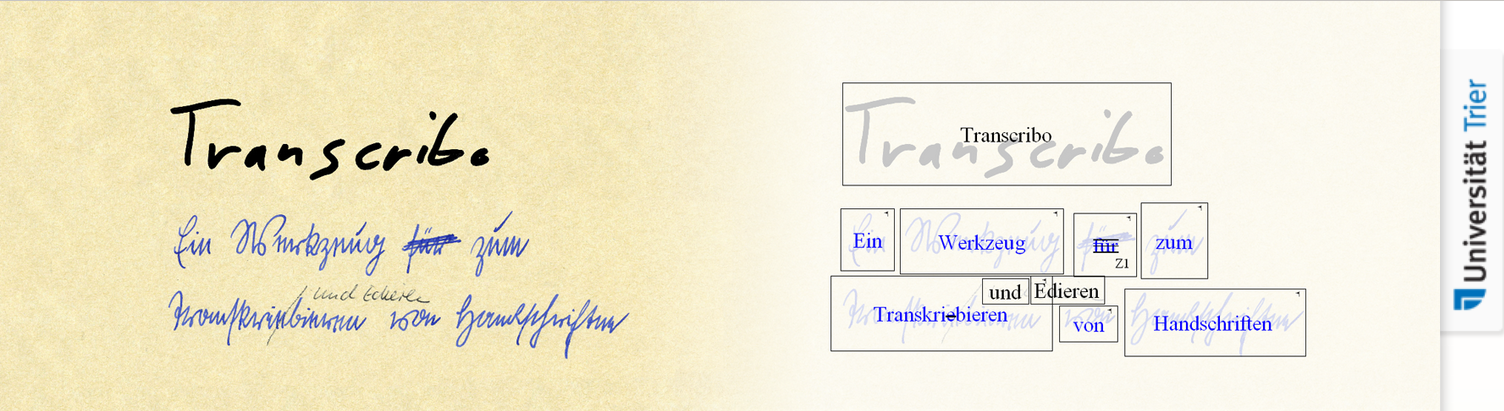 Transcribo
Ein Werkzeug für zum
und Edieren
Transkriebieren von Handschriften
Transcribo
Ein Werkzeug für zum
Z1
und Edieren
Transkriebieren von Handschriften
Universität Trier